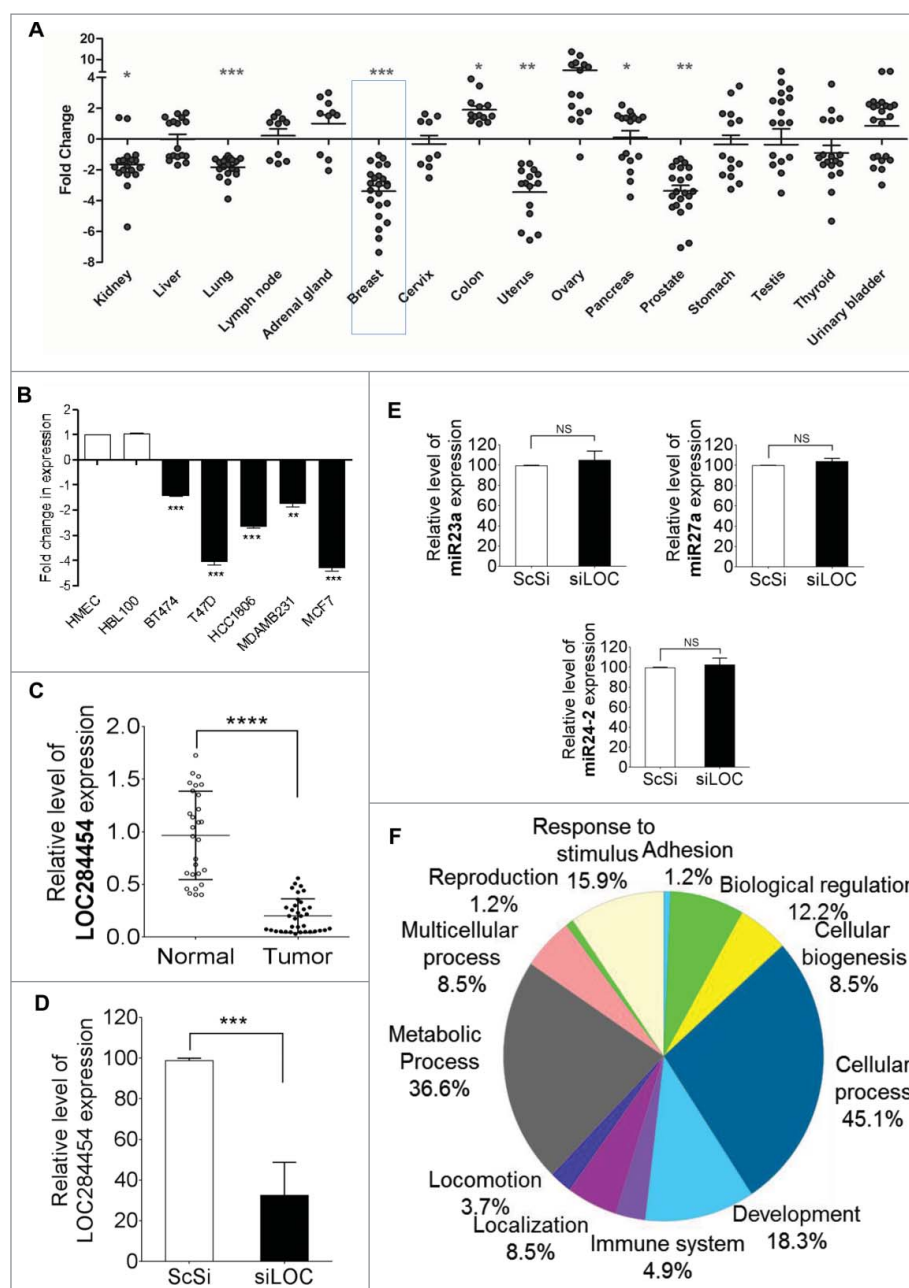 A
Fold Change
20
12
4
2
0
-2
-4
-6
-8
* *** *** * ** * **
Kidney
Liver
Lung
Lymph node
Adrenal gland
Breast
Cervix
Colon
Uterus
Ovary
Pancreas
Prostate
Stomach
Testis
Thyroid
Urinary bladder
B
Fold change in expression
2
1
0
-1
-2
-3
-4
-5
*** *** *** ** ***
HMEC
HBL100
BT474
T47D
HCC1806
MDAMB231
MCF7
C
Relative level of
LOC284454 expression
2.0
1.5
1.0
0.5
0.0
****
Normal Tumor
D
Relative level of
LOC284454 expression
120
100
80
60
40
20
0
***
ScSi siLOC
E
Relative level of
miR23a expression
120
100
80
60
40
20
0
NS
ScSi siLOC
Relative level of
miR27a expression
120
100
80
60
40
20
0
NS
ScSi siLOC
Relative level of
miR24-2 expression
120
100
80
60
40
20
0
NS
ScSi siLOC
F
Response to
stimulus
15.9%
Adhesion
1.2%
Biological regulation
12.2%
Cellular
biogenesis
8.5%
Cellular
process
45.1%
Development
18.3%
Immune system
4.9%
Localization
8.5%
Locomotion
3.7%
Metabolic
Process
36.6%
Multicellular
process
8.5%
Reproduction
1.2%